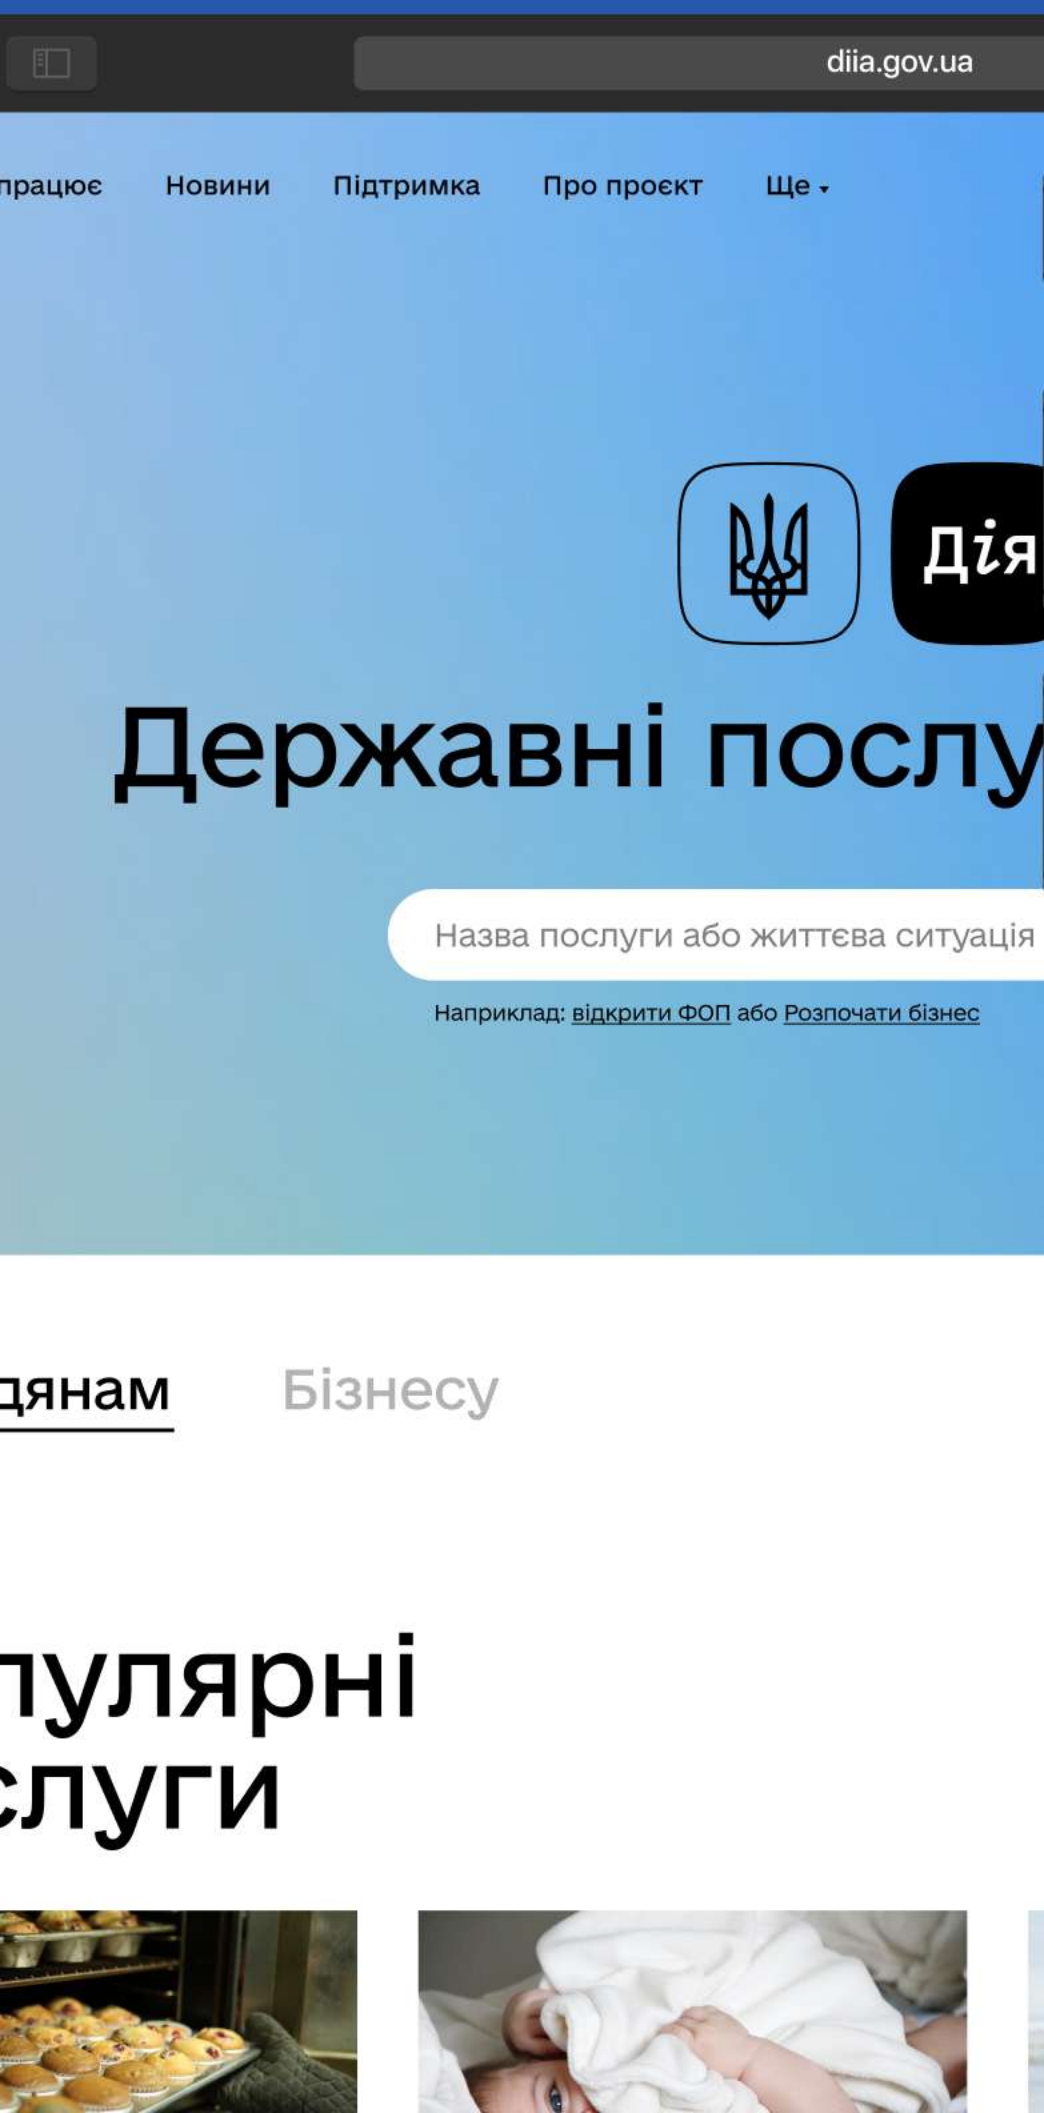 diia.gov.ua
працює Новини Підтримка Про проєкт Ще
Дія
Державні послу
Назва послуги або життєва ситуація
Наприклад: відкрити ФОП або Розпочати бізнес
дянам Бізнесу
пулярні
слуги